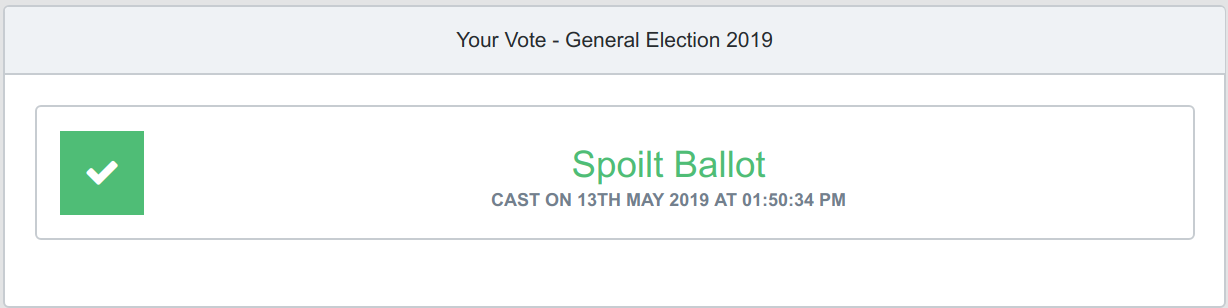 Your Vote - General Election 2019
Spoilt Ballot
CAST ON 13TH MAY 2019 AT 01:50:34 PM